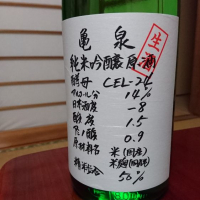 亀泉
生
純米吟醸原酒
酵母 CEL-24
アルコール分 14%
日本酒度 -8
酸度 1.5
アミノ酸 0.9
原材料名 米(国産)
米麹(国産米)
精米歩合 50%